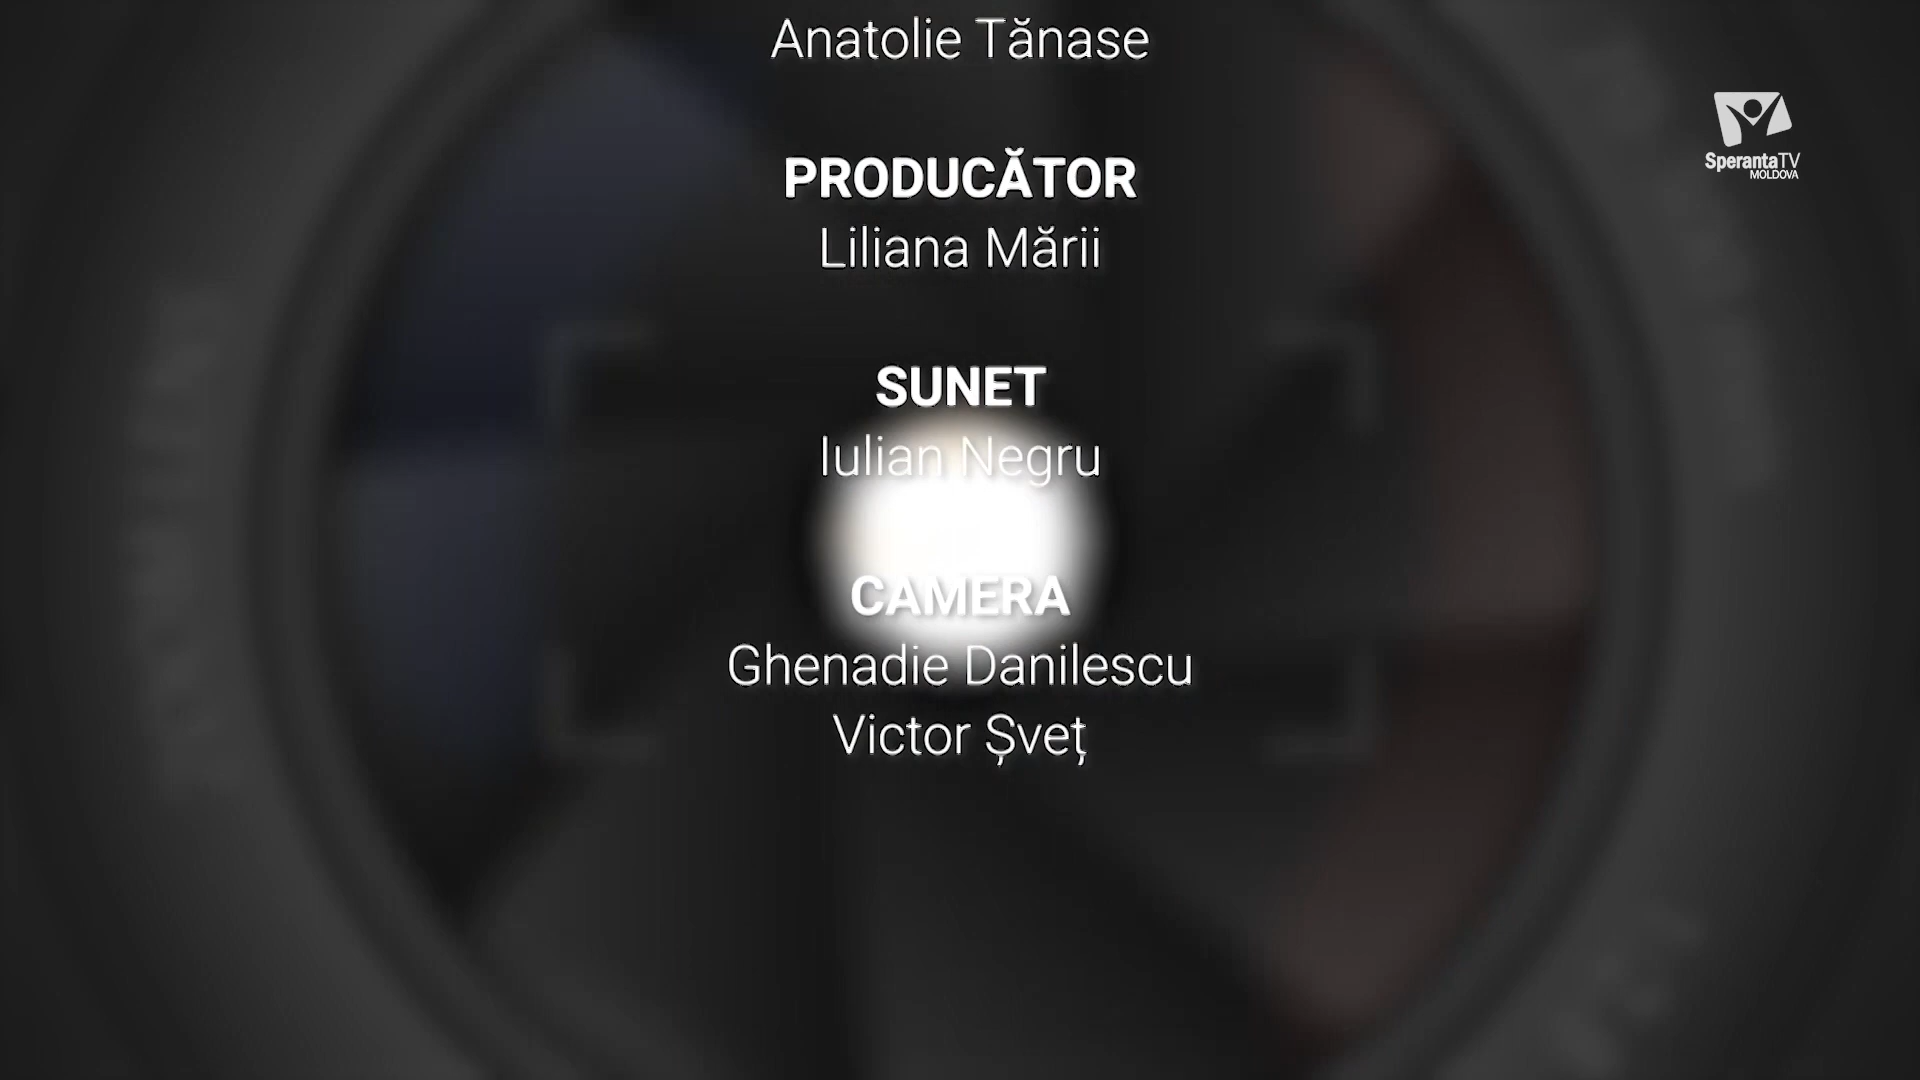 Anatolie Tănase
PRODUCĂTOR
Liliana Mării
SUNET
Iulian Negru
CAMERA
Ghenadie Danilescu
Victor Șveț
SperantaTV
MOLDOVA